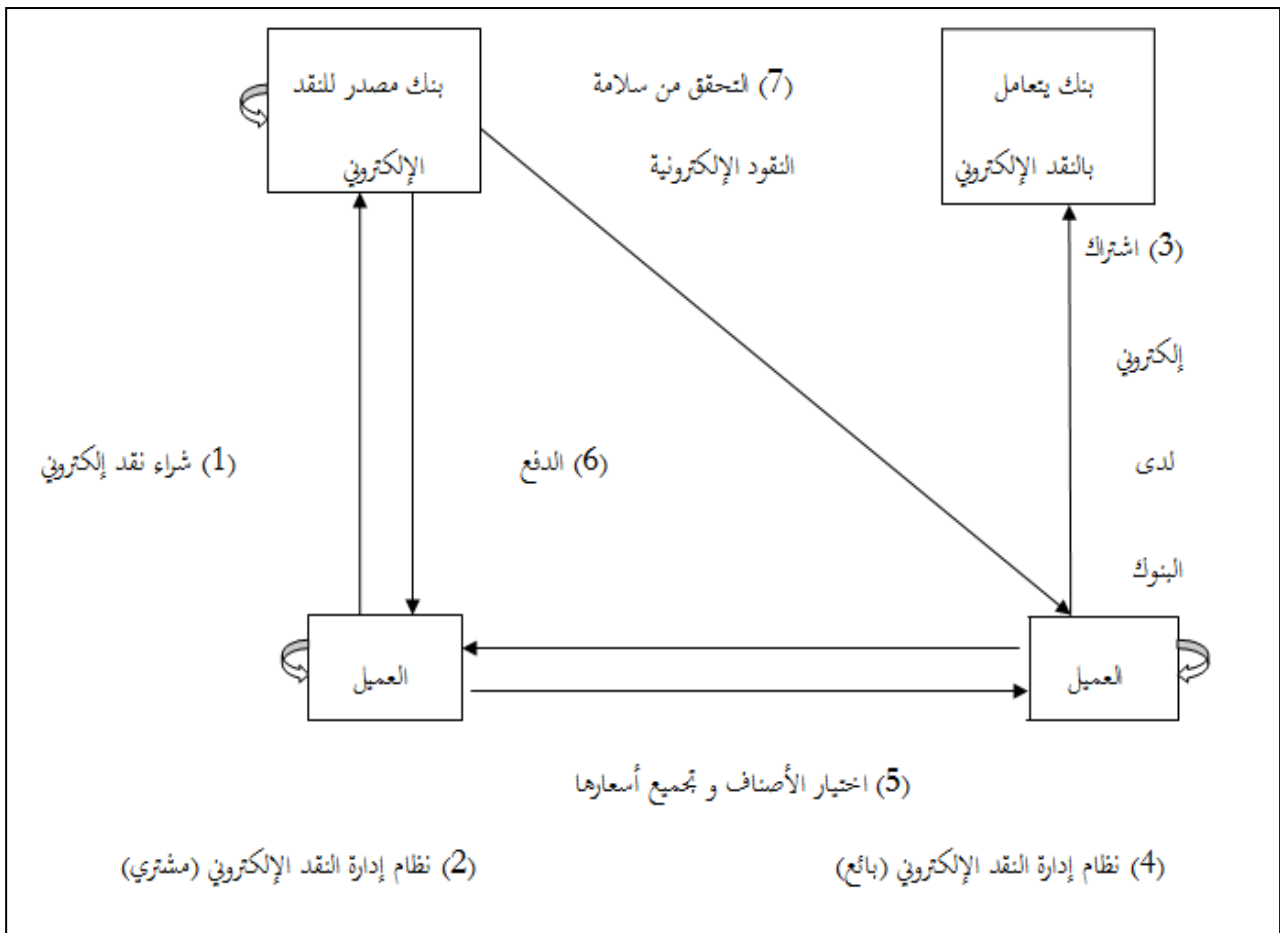 بنك مصدر للنقد
الإلكتروني
(7) التحقق من سلامة
النقود الإلكترونية
بنك يتعامل
بالنقد الإلكتروني
(3) اشتراك
إلكتروني
لدى
البنوك
(1) شراء نقد إلكتروني
(6) الدفع
العميل
العميل
(5) اختيار الأصناف و تجميع أسعارها
(4) نظام إدارة النقد الإلكتروني (بائع)
(2) نظام إدارة النقد الإلكتروني (مشتري)